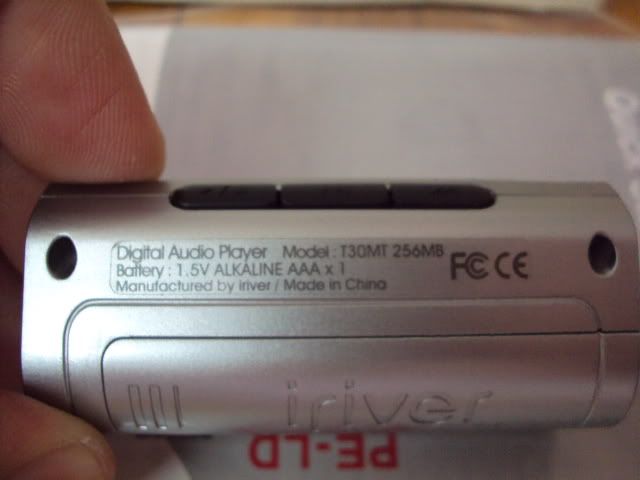 Digital Audio Player Model : T30MT 256MB
Battery : 1.5V ALKALINE AAA x 1
Manufactured by iriver / Made in China
FC CE
iriver
PE-LD